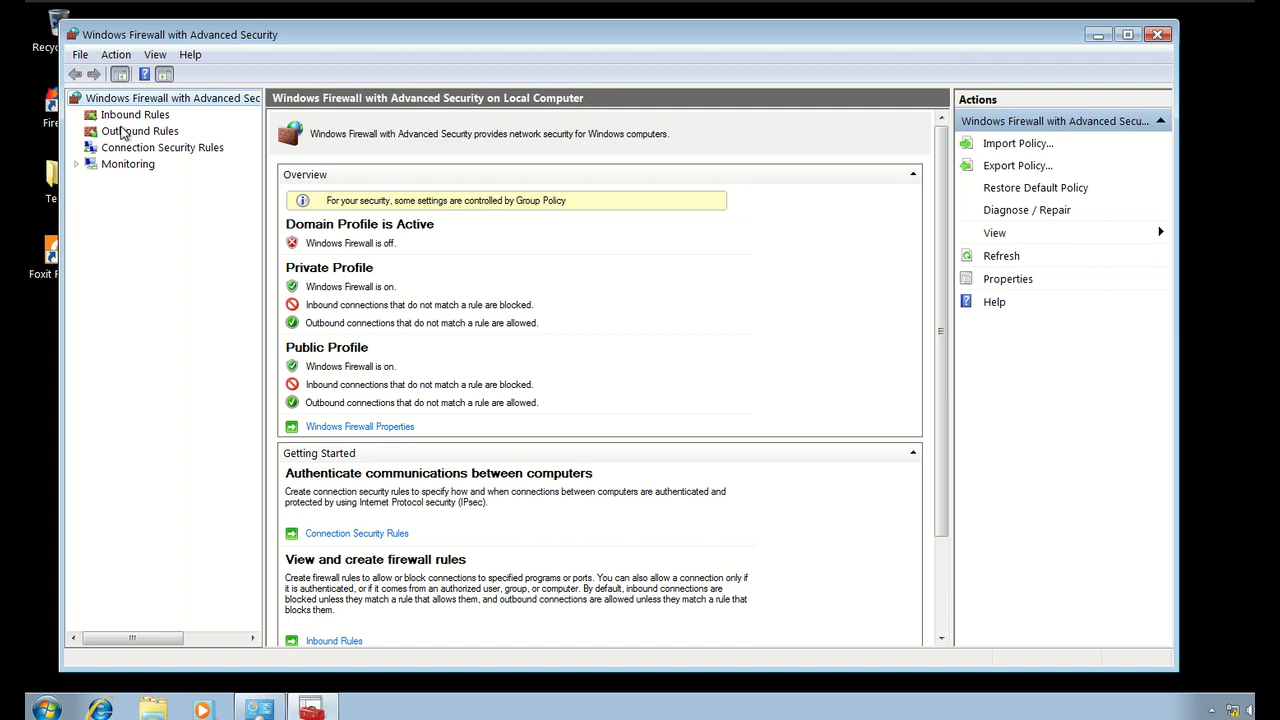 Recyc
Windows Firewall with Advanced Security
File Action View Help
Windows Firewall with Advanced Sec
Inbound Rules
Outbound Rules
Connection Security Rules
Monitoring
Fire
Te
Foxit F
Windows Firewall with Advanced Security on Local Computer
Windows Firewall with Advanced Security provides network security for Windows computers.
Overview
For your security, some settings are controlled by Group Policy
Domain Profile is Active
Windows Firewall is off.
Private Profile
Windows Firewall is on.
Inbound connections that do not match a rule are blocked.
Outbound connections that do not match a rule are allowed.
Public Profile
Windows Firewall is on.
Inbound connections that do not match a rule are blocked.
Outbound connections that do not match a rule are allowed.
Windows Firewall Properties
Getting Started
Authenticate communications between computers
Create connection security rules to specify how and when connections between computers are authenticated and
protected by using Internet Protocol security (IPsec).
Connection Security Rules
View and create firewall rules
Create firewall rules to allow or block connections to specified programs or ports. You can also allow a connection only if
it is authenticated, or if it comes from an authorized user, group, or computer. By default, inbound connections are
blocked unless they match a rule that allows them, and outbound connections are allowed unless they match a rule that
blocks them.
Inbound Rules
Actions
Windows Firewall with Advanced Secu...
Import Policy...
Export Policy...
Restore Default Policy
Diagnose / Repair
View
Refresh
Properties
Help